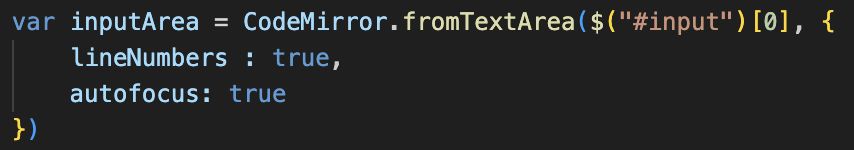 var inputArea = CodeMirror.fromTextArea($("#input")[0], {
    lineNumbers : true,
    autofocus: true
})